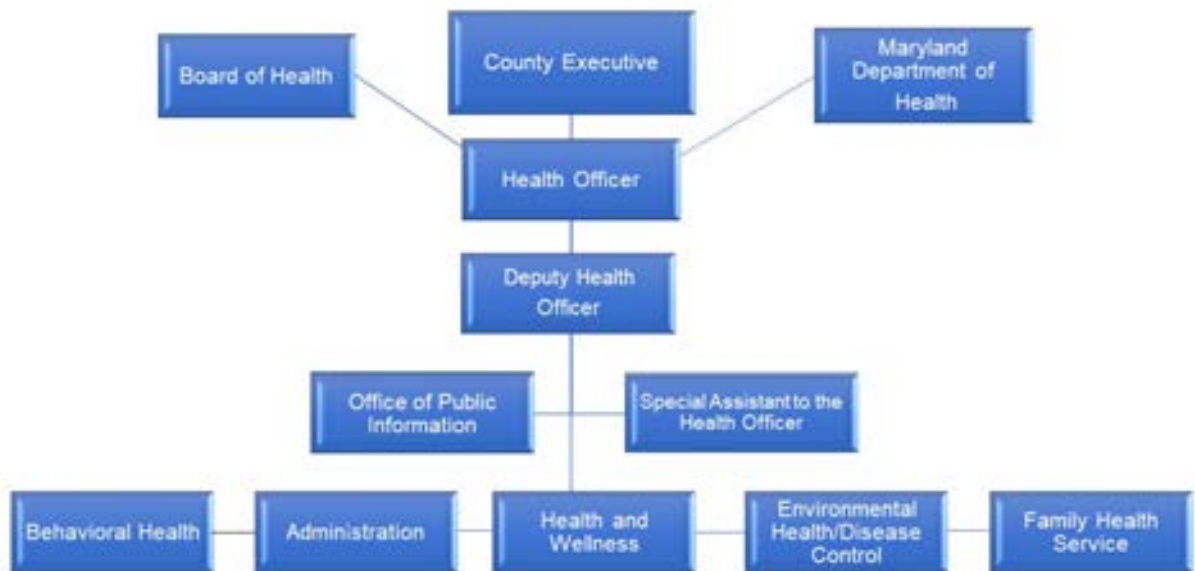 Board of Health
County Executive
Maryland
Department of
Health
Health Officer
Deputy Health
Officer
Office of Public
Information
Special Assistant to the
Health Officer
Behavioral Health
Administration
Health and
Wellness
Environmental
Health/Disease
Control
Family Health
Service